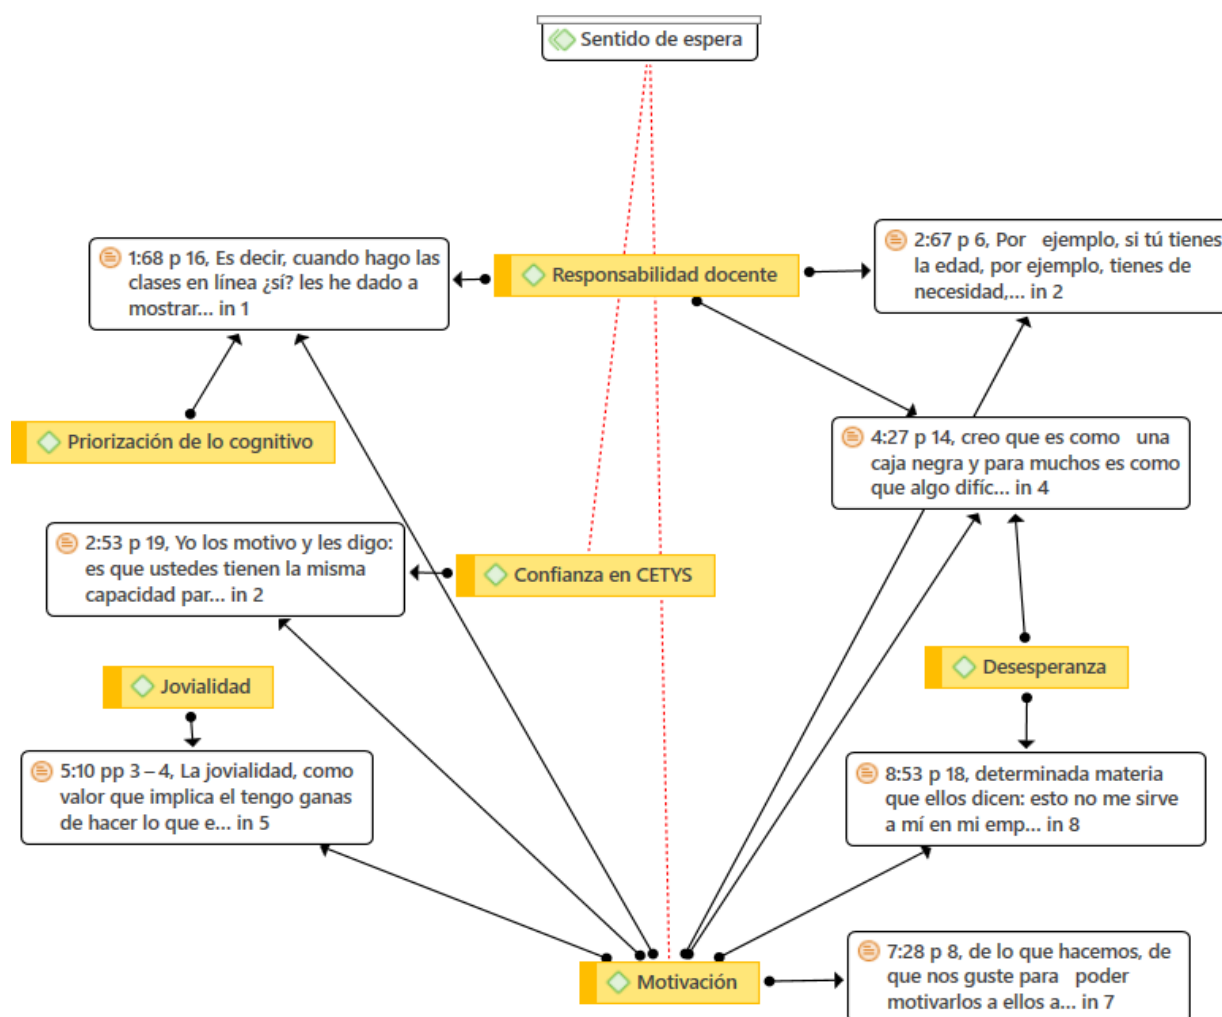 Sentido de espera
1:68 p 16, Es decir, cuando hago las
clases en línea ¿sí? les he dado a
mostrar... in 1
Responsabilidad docente
2:67 p 6, Por ejemplo, si tú tienes
la edad, por ejemplo, tienes de
necesidad,... in 2
Priorización de lo cognitivo
4:27 p 14, creo que es como una
caja negra y para muchos es como
que algo difíc... in 4
2:53 p 19, Yo los motivo y les digo:
es que ustedes tienen la misma
capacidad par... in 2
Confianza en CETYS
Jovialidad
Desesperanza
5:10 pp 3 – 4, La jovialidad, como
valor que implica el tengo ganas
de hacer lo que e... in 5
8:53 p 18, determinada materia
que ellos dicen: esto no me sirve
a mí en mi emp... in 8
Motivación
7:28 p 8, de lo que hacemos, de
que nos guste para poder
motivarlos a ellos a... in 7